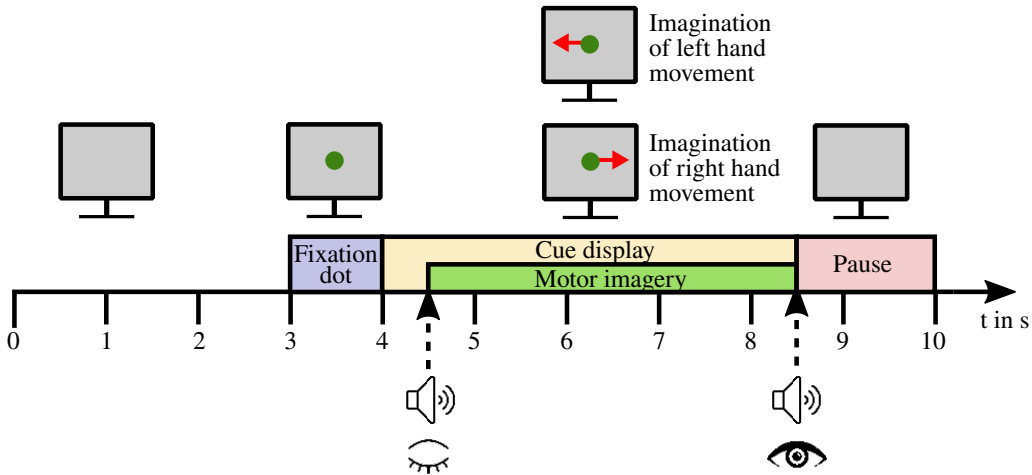 Imagination
of left hand
movement
Imagination
of right hand
movement
Fixation
dot
Cue display
Motor imagery
Pause
0 1 2 3 4 5 6 7 8 9 10
t in s